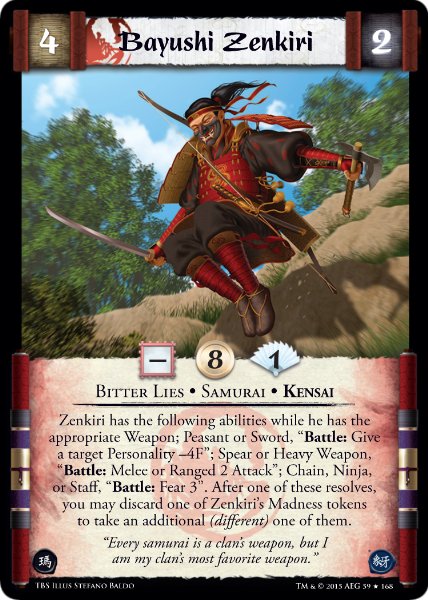 4 Bayushi Zenkiri 2
– 8 1
Bitter Lies • Samurai • Kensai
Zenkiri has the following abilities while he has the
appropriate Weapon; Peasant or Sword, “Battle: Give
a target Personality –4F”; Spear or Heavy Weapon,
“Battle: Melee or Ranged 2 Attack”; Chain, Ninja,
or Staff, “Battle: Fear 3”. After one of these resolves,
you may discard one of Zenkiri’s Madness tokens
to take an additional (different) one of them.
“Every samurai is a clan’s weapon, but I
am my clan’s most favorite weapon.”
TBS Illus Stefano Baldo TM & © 2015 AEG 59 ★ 168